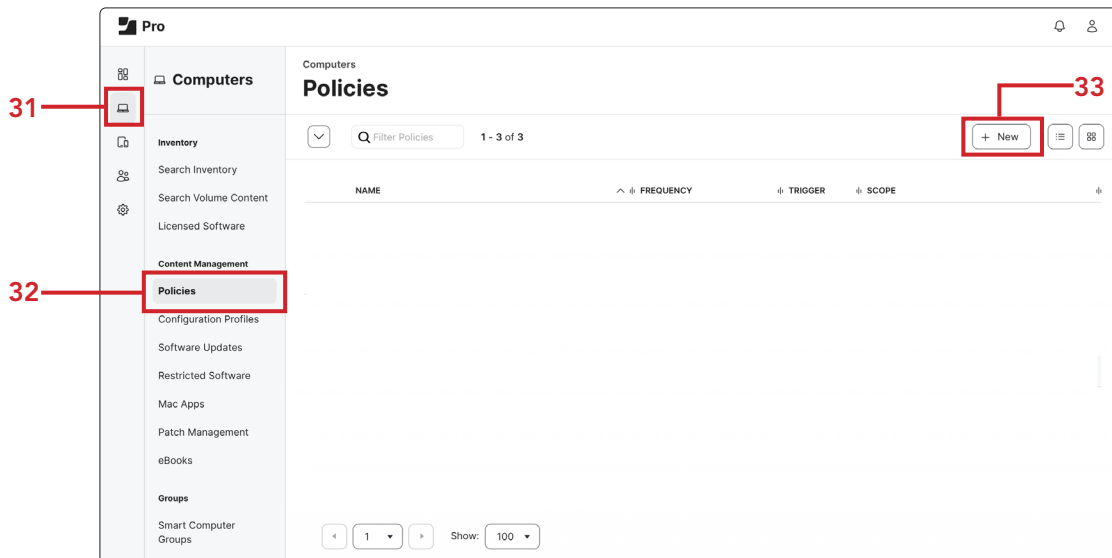 Pro
Computers
Computers
Policies
33
31
Filter Policies
1 - 3 of 3
+ New
Inventory
Search Inventory
Search Volume Content
Licensed Software
NAME
FREQUENCY
TRIGGER
SCOPE
Content Management
32
Policies
Configuration Profiles
Software Updates
Restricted Software
Mac Apps
Patch Management
eBooks
Groups
Smart Computer
Groups
1
Show:
100